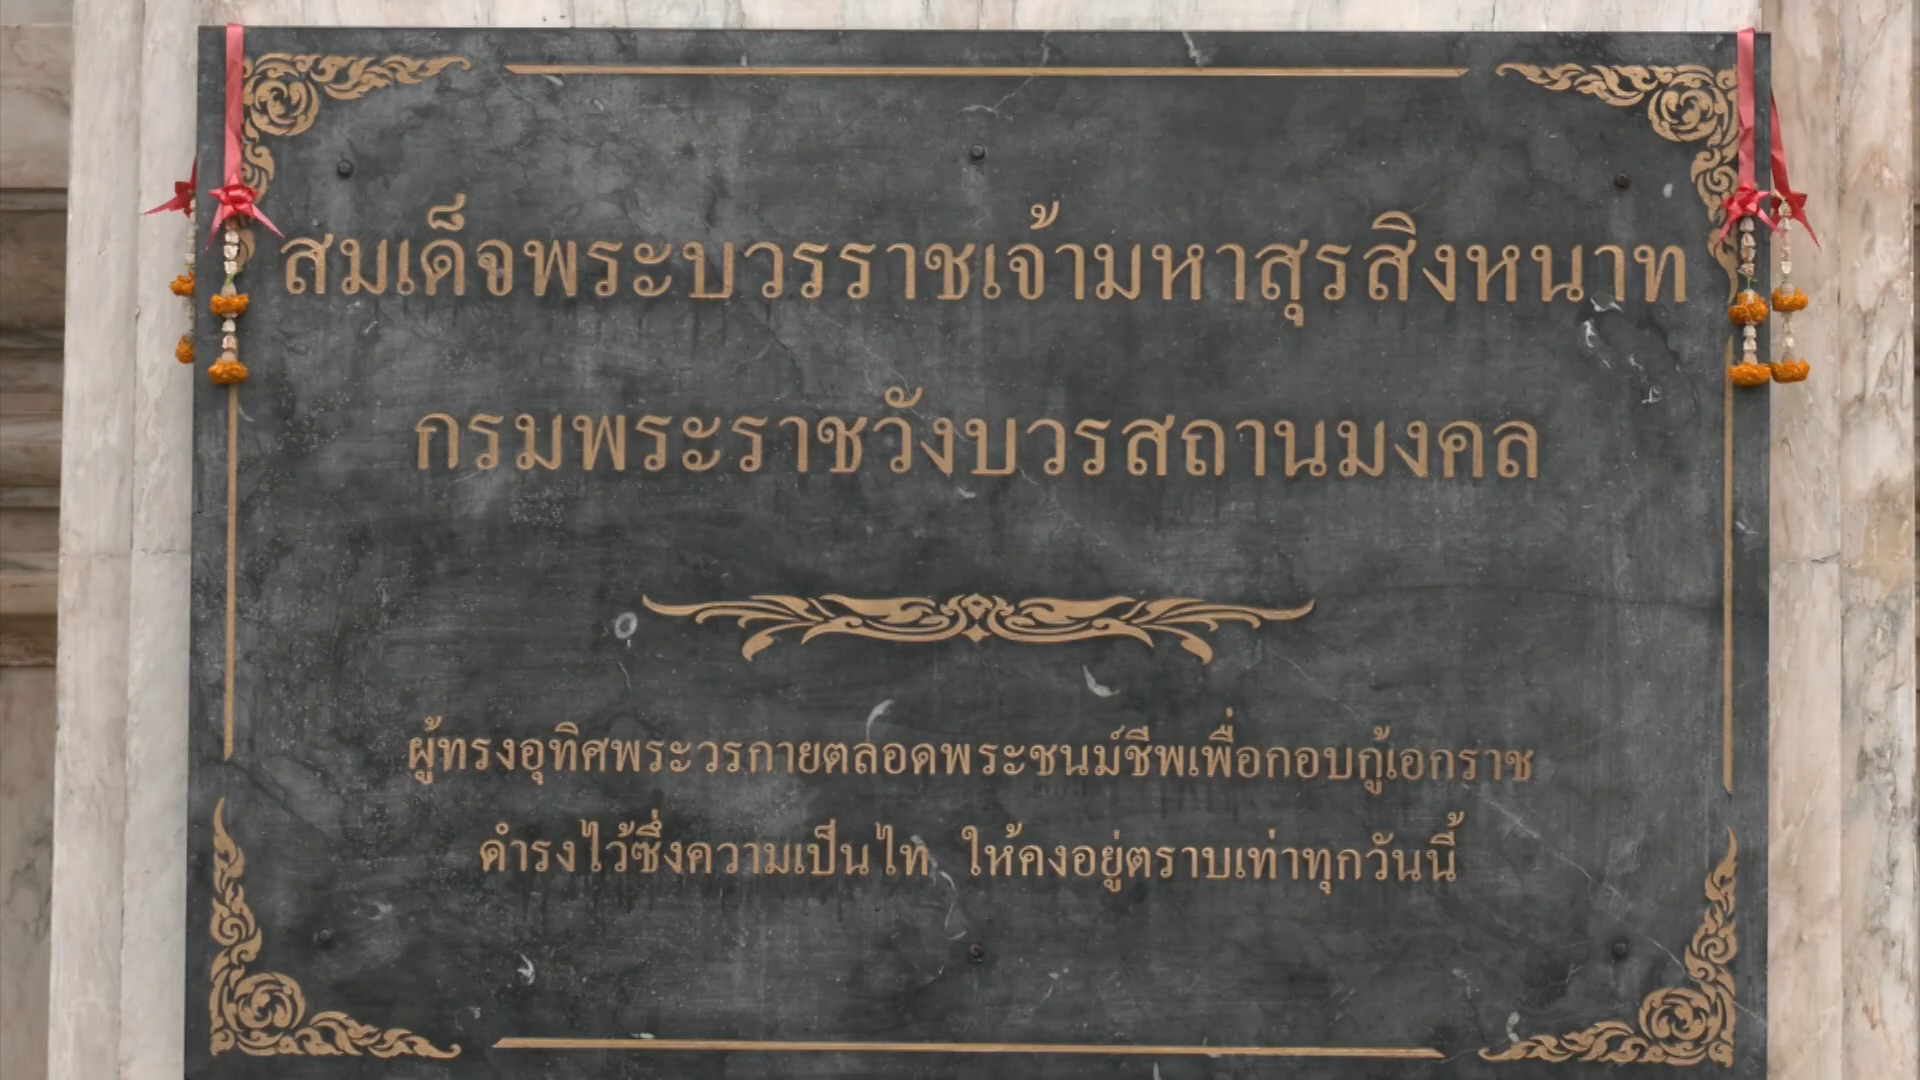 สมเด็จพระบวรราชเจ้ามหาสุรสิงหนาท
กรมพระราชวังบวรสถานมงคล
ผู้ทรงอุทิศพระวรกายตลอดพระชนม์ชีพเพื่อกอบกู้เอกราช
ดำรงไว้ซึ่งความเป็นไท ให้คงอยู่ตราบเท่าทุกวันนี้